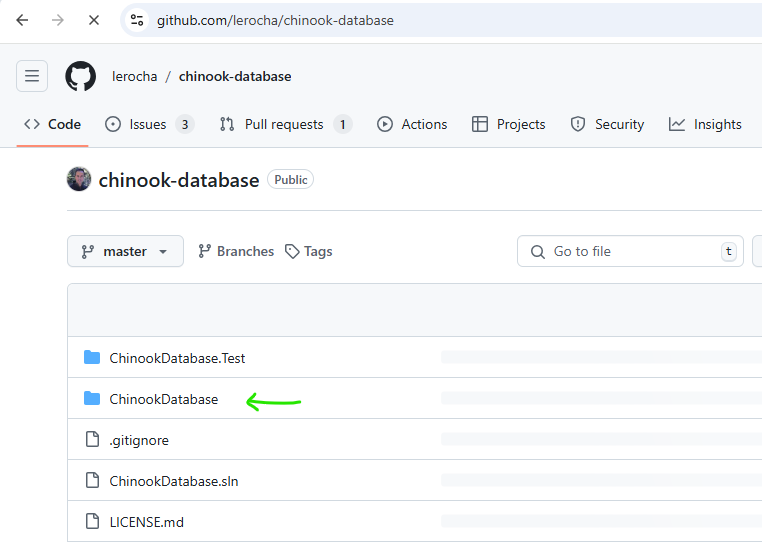 github.com/lerocha/chinook-database
lerocha / chinook-database
Code Issues 3 Pull requests 1 Actions Projects Security Insights
chinook-database Public
master Branches Tags Go to file t
ChinookDatabase.Test
ChinookDatabase
.gitignore
ChinookDatabase.sln
LICENSE.md